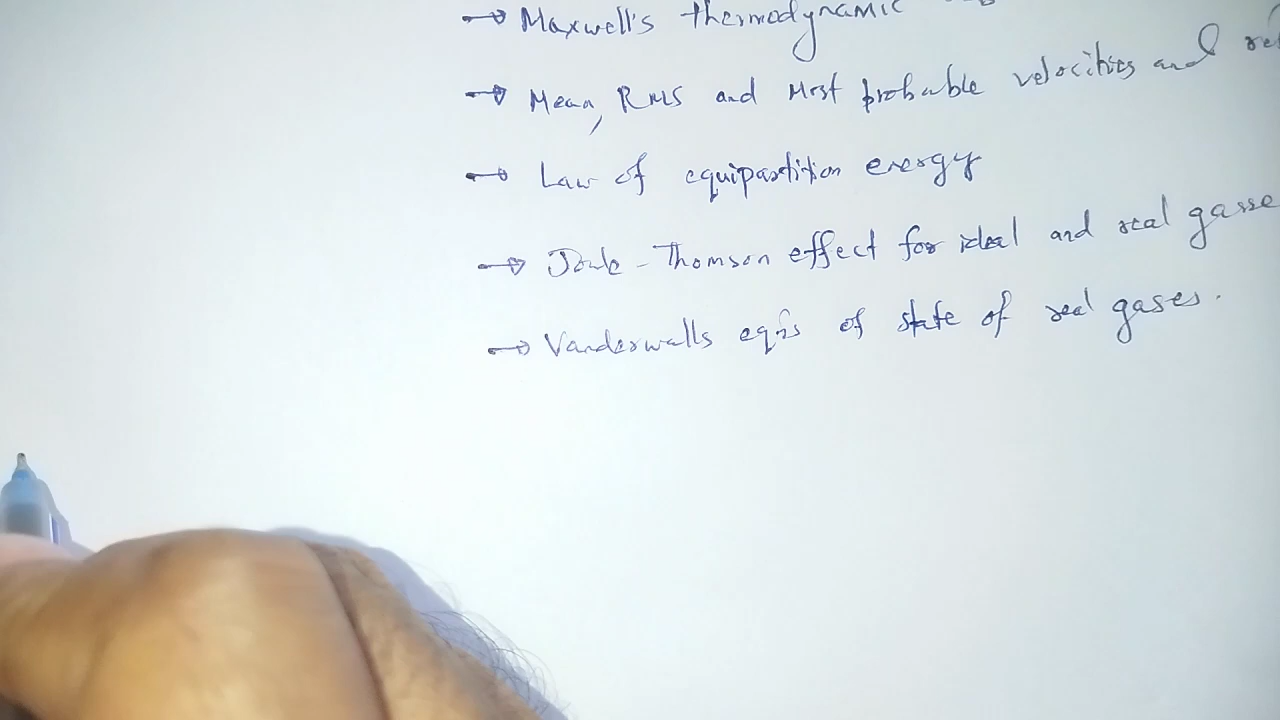 → Maxwell's thermodynamic
→ Mean, RMS and Most probable velocities and
→ Law of equipartition energy
→ Joule - Thomson effect for ideal and real gasse
→ Vanderwalls eqns of state of real gases.